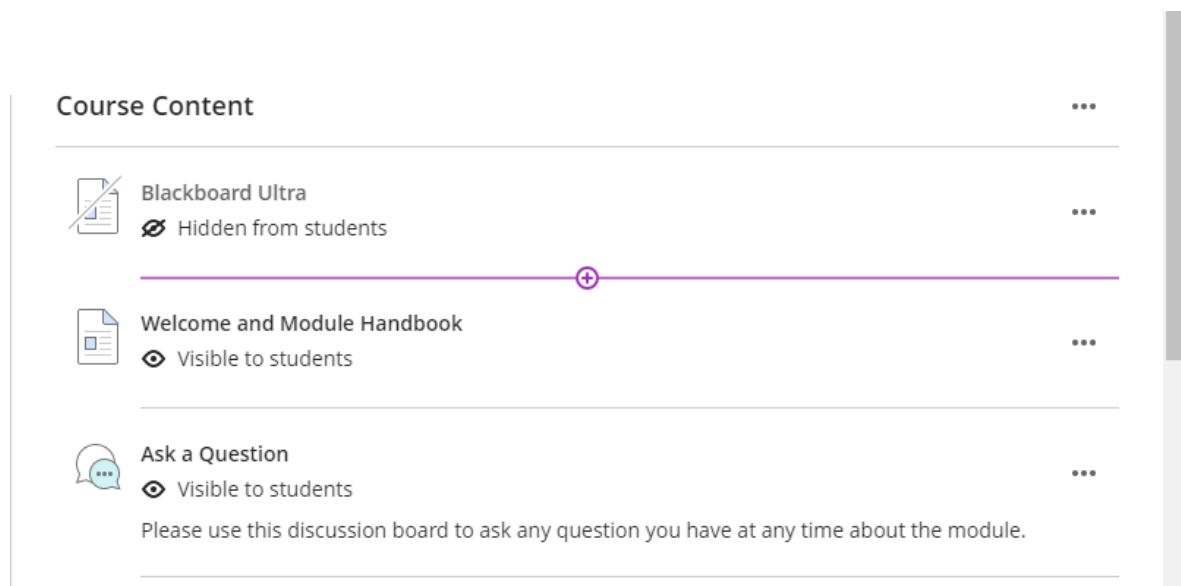 Course Content
Blackboard Ultra
Hidden from students
Welcome and Module Handbook
Visible to students
Ask a Question
Visible to students
Please use this discussion board to ask any question you have at any time about the module.